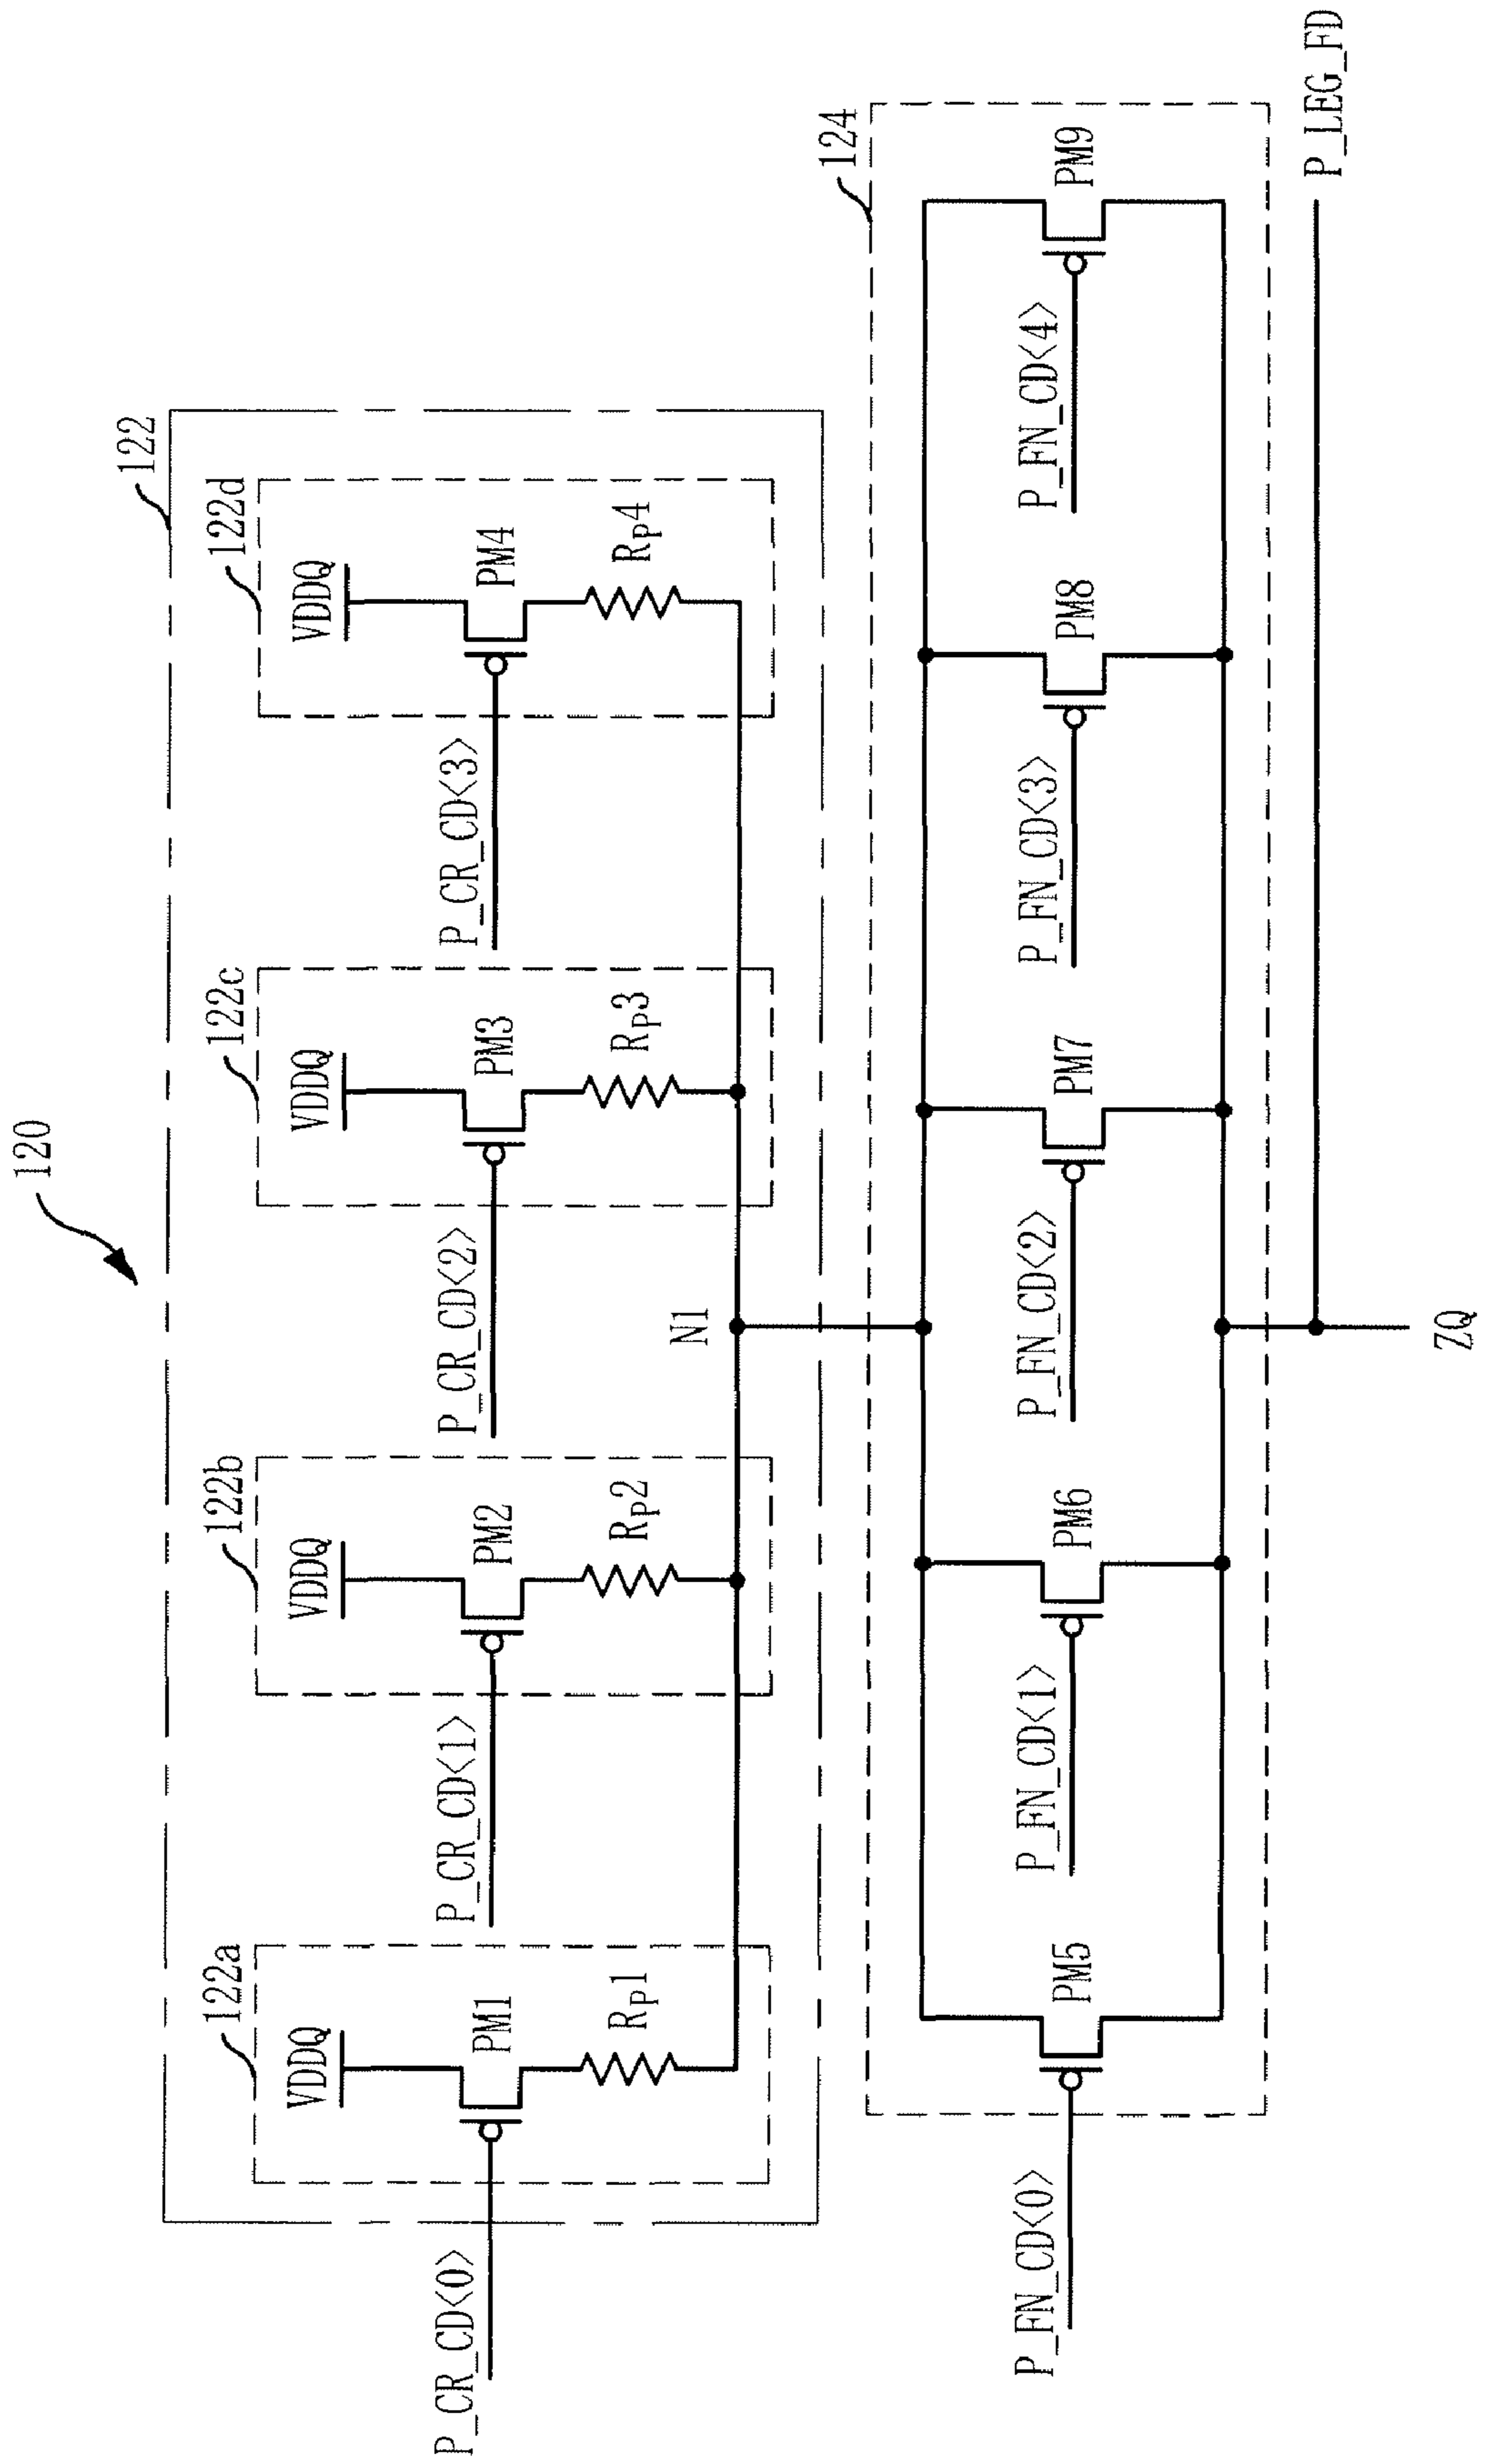 120
122
122a
122b
122c
122d
VDDQ
VDDQ
VDDQ
VDDQ
P_CR_CD<0>
PM1
P_CR_CD<1>
PM2
P_CR_CD<2>
PM3
P_CR_CD<3>
PM4
Rp1
Rp2
Rp3
Rp4
N1
124
P_FN_CD<0>
PM5
P_FN_CD<1>
PM6
P_FN_CD<2>
PM7
P_FN_CD<3>
PM8
P_FN_CD<4>
PM9
P_LEG_FD
ZQ